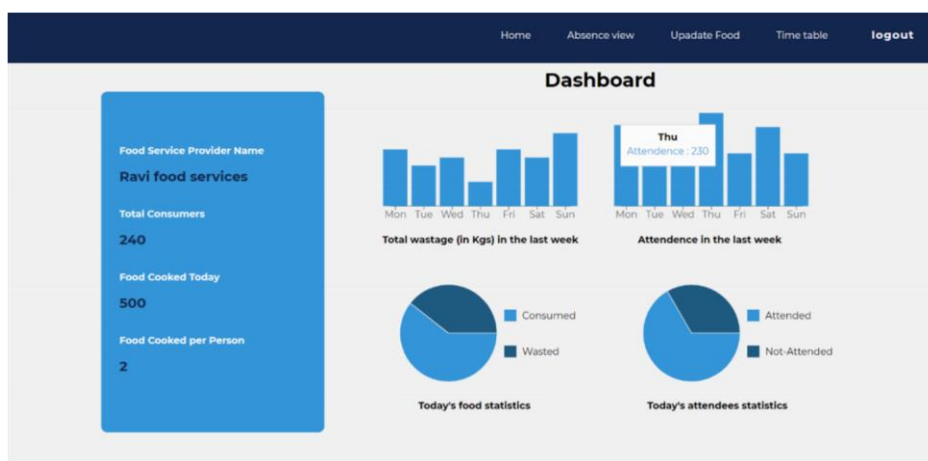 Home Absence view Upadate Food Time table logout
Dashboard
Food Service Provider Name
Ravi food services
Total Consumers
240
Food Cooked Today
500
Food Cooked per Person
2
Mon Tue Wed Thu Fri Sat Sun
Total wastage (in Kgs) in the last week
Thu
Attendence : 230
Mon Tue Wed Thu Fri Sat Sun
Attendence in the last week
Consumed
Wasted
Today's food statistics
Attended
Not-Attended
Today's attendees statistics